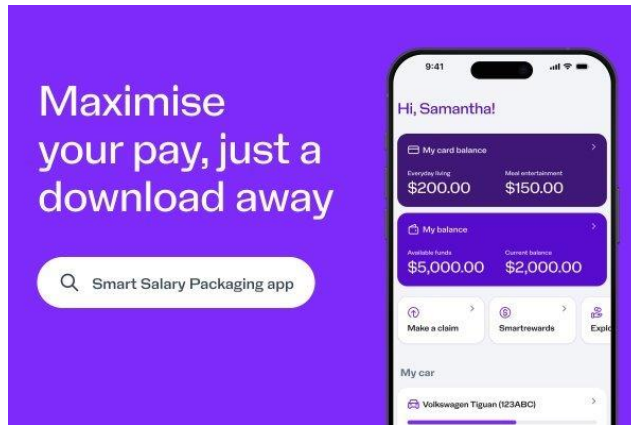 Maximise
your pay, just a
download away
Smart Salary Packaging app
9:41
Hi, Samantha!
My card balance
Everyday living
Meal entertainment
$200.00
$150.00
My balance
Available funds
Current balance
$5,000.00
$2,000.00
Make a claim
Smartrewards
Explo
My car
Volkswagen Tiguan (123ABC)